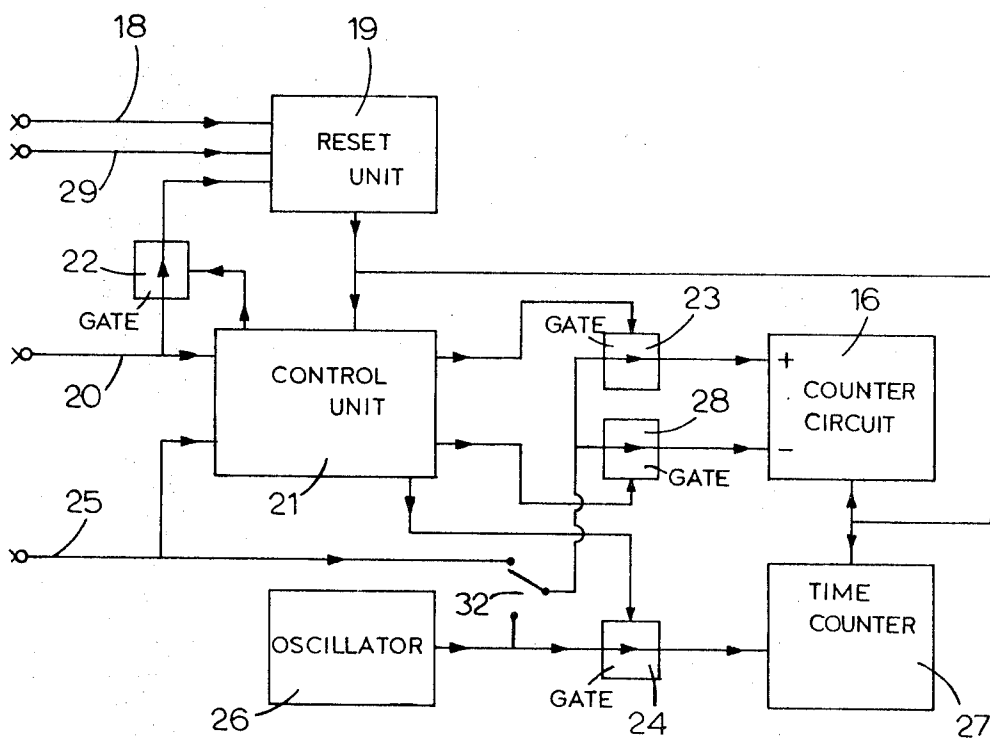 18
19
RESET
UNIT
29
22
GATE
23
16
GATE
20
CONTROL
UNIT
+
COUNTER
CIRCUIT
28
–
GATE
21
25
TIME
COUNTER
32
OSCILLATOR
GATE
26
24
27